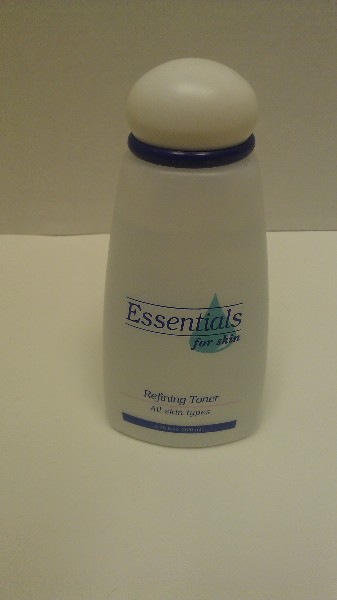 Essentials
for skin
Refining Toner
All skin types